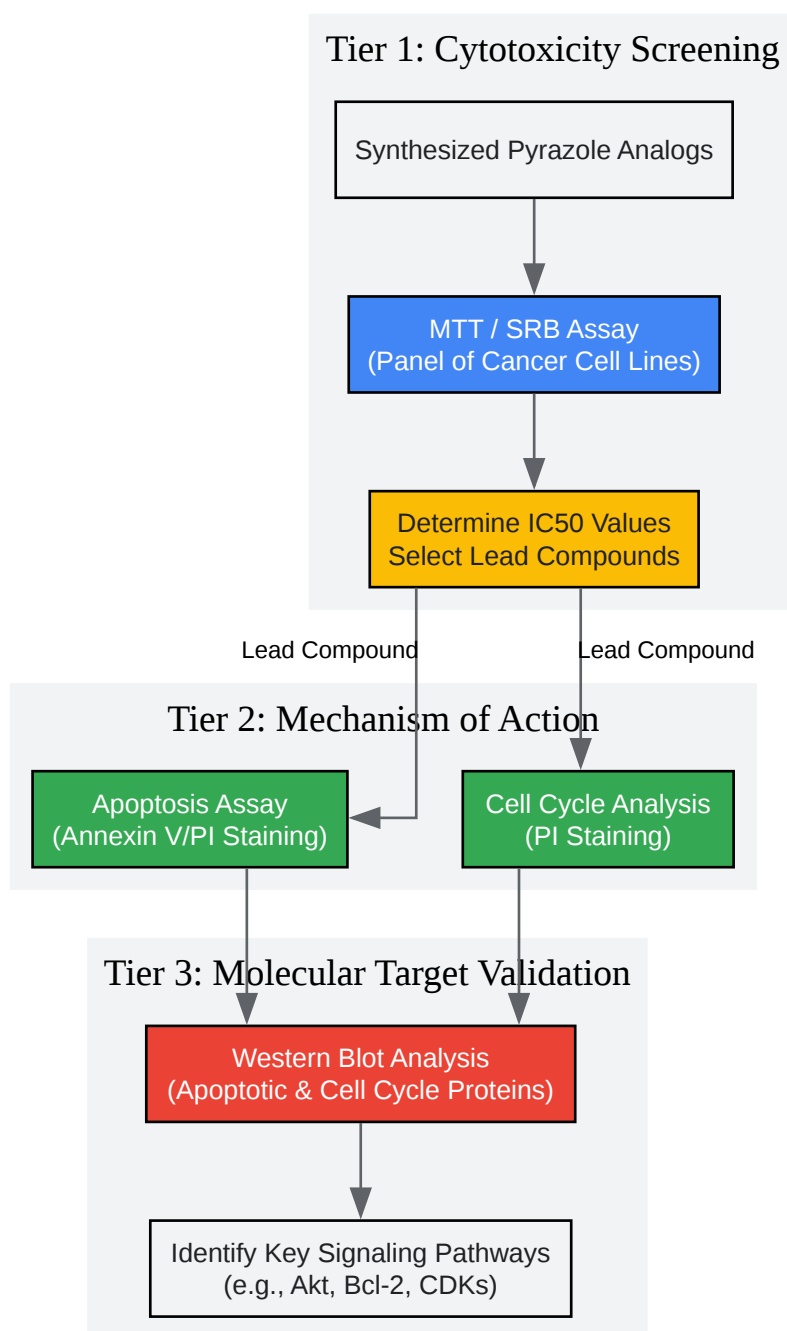 Tier 1: Cytotoxicity Screening
Synthesized Pyrazole Analogs
MTT / SRB Assay
(Panel of Cancer Cell Lines)
Determine IC50 Values
Select Lead Compounds
Lead Compound
Lead Compound
Tier 2: Mechanism of Action
Apoptosis Assay
(Annexin V/PI Staining)
Cell Cycle Analysis
(PI Staining)
Tier 3: Molecular Target Validation
Western Blot Analysis
(Apoptotic & Cell Cycle Proteins)
Identify Key Signaling Pathways
(e.g., Akt, Bcl-2, CDKs)